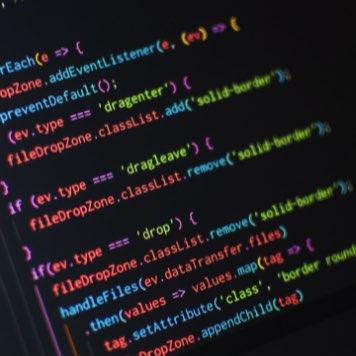 rEach(e => {
opZone.addEventListener(e, (ev) => {
preventDefault();
(ev.type === 'dragenter') {
fileDropZone.classList.add('solid-border');
}
if (ev.type === 'dragleave') {
fileDropZone.classList.remove('solid-border');
}
if(ev.type === 'drop') {
fileDropZone.classList.remove('solid-border');
handleFiles(ev.dataTransfer.files)
.then(values => values.map(tag => {
tag.setAttribute('class', 'border round
DropZone.appendChild(tag)